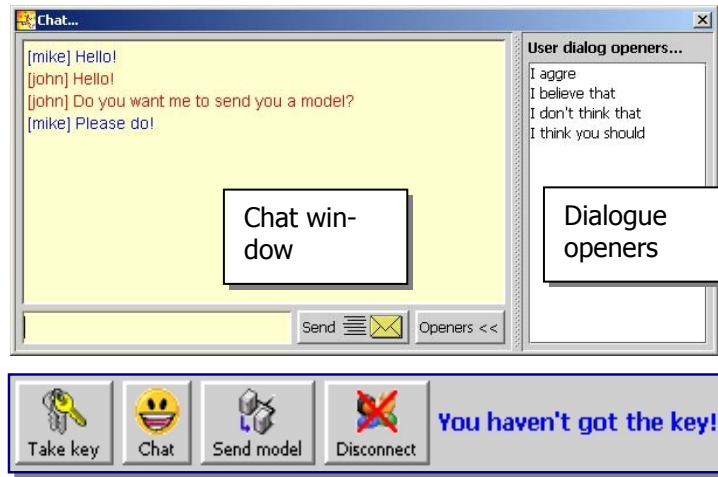 Chat...
[mike] Hello!
[john] Hello!
[john] Do you want me to send you a model?
[mike] Please do!
Chat win-
dow
Send
Openers <<
User dialog openers...
I aggre
I believe that
I don't think that
I think you should
Dialogue
openers
Take key
Chat
Send model
Disconnect
You haven't got the key!